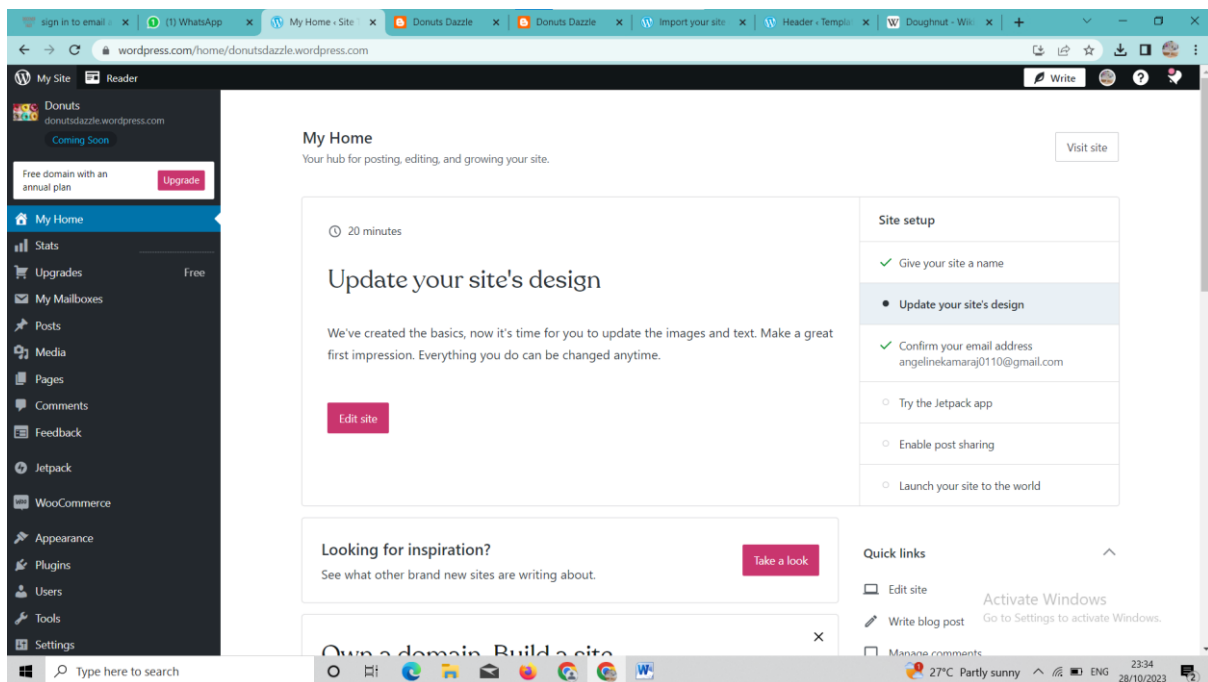 sign in to email
(1) WhatsApp
My Home ‹ Site
Donuts Dazzle
Donuts Dazzle
Import your site
Header ‹ Templa
Doughnut - Wik
wordpress.com/home/donutsdazzle.wordpress.com
My Site
Reader
Write
Donuts
donutsdazzle.wordpress.com
Coming Soon
Free domain with an
annual plan
Upgrade
My Home
Stats
Upgrades Free
My Mailboxes
Posts
Media
Pages
Comments
Feedback
Jetpack
WooCommerce
Appearance
Plugins
Users
Tools
Settings
My Home
Your hub for posting, editing, and growing your site.
Visit site
20 minutes
Update your site's design
We've created the basics, now it's time for you to update the images and text. Make a great
first impression. Everything you do can be changed anytime.
Edit site
Site setup
Give your site a name
Update your site's design
Confirm your email address
angelinekamaraj0110@gmail.com
Try the Jetpack app
Enable post sharing
Launch your site to the world
Looking for inspiration?
See what other brand new sites are writing about.
Take a look
Quick links
Edit site
Write blog post
Manage comments
Own a domain. Build a site.
Activate Windows
Go to Settings to activate Windows.
Type here to search
27°C Partly sunny
ENG
23:34
28/10/2023
2